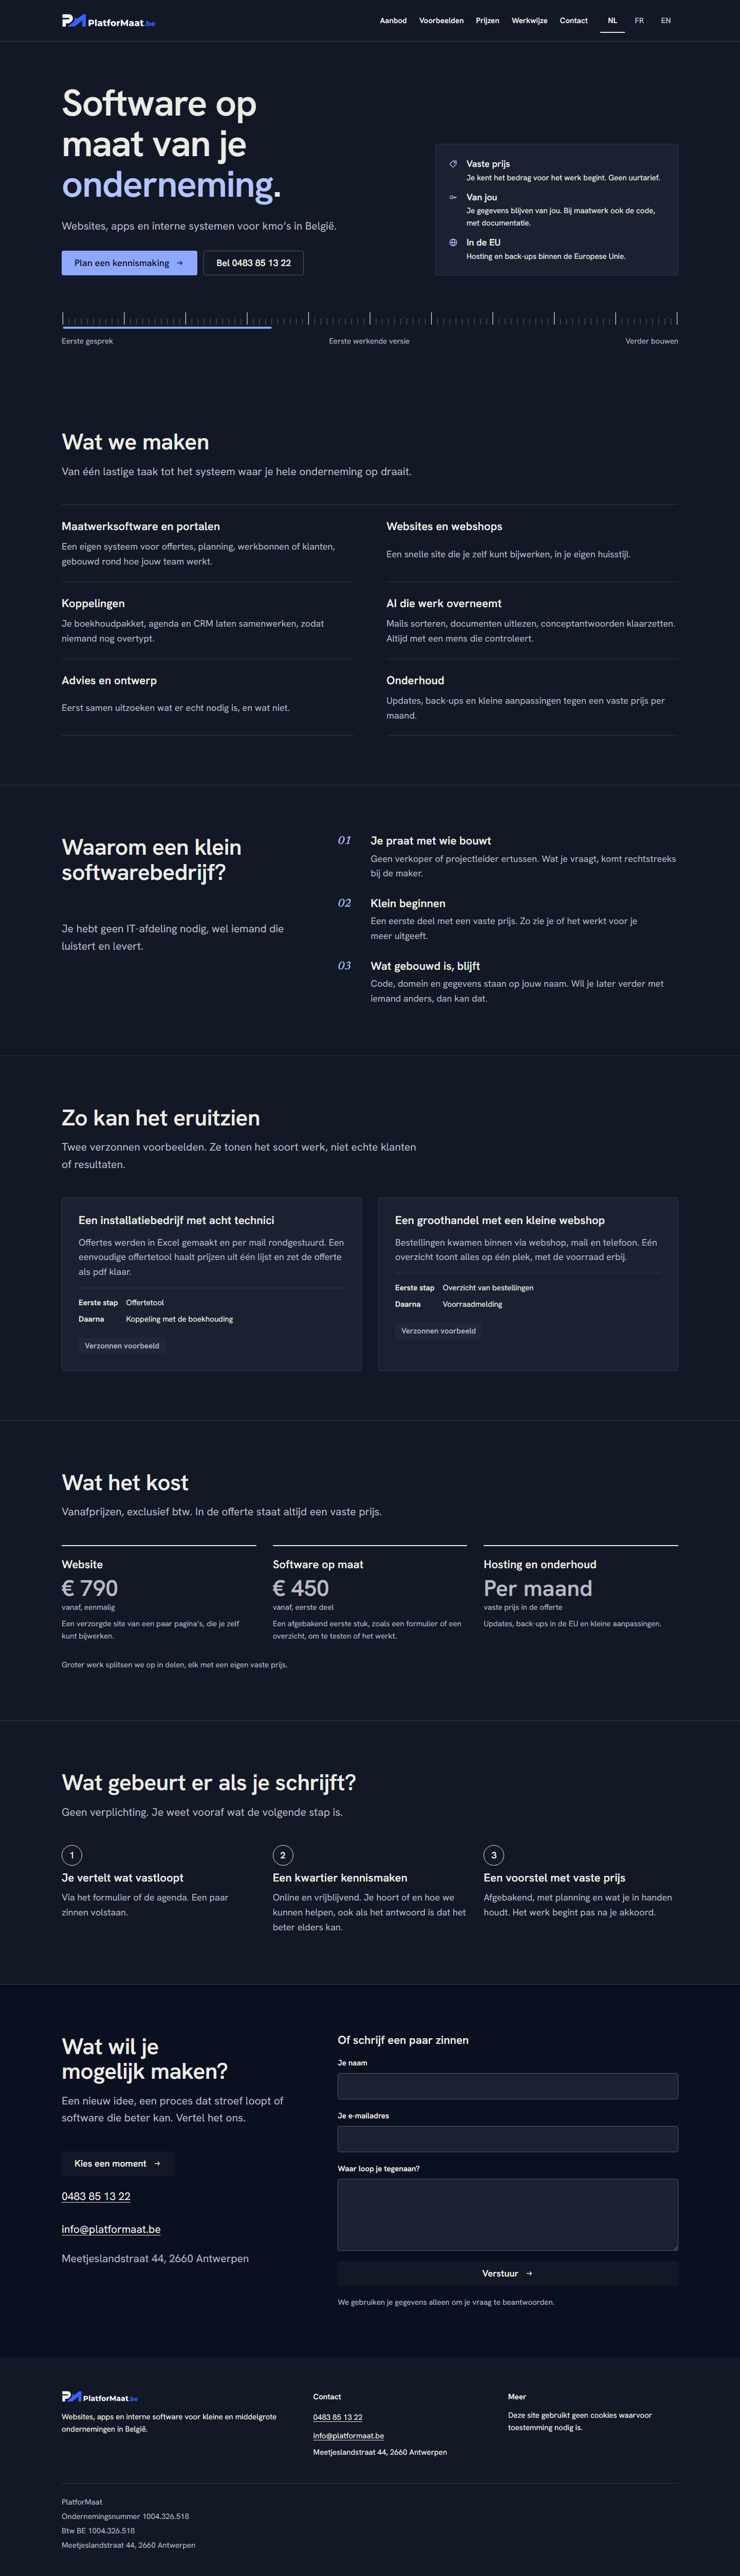 PlatforMaat.be
Aanbod Voorbeelden Prijzen Werkwijze Contact NL FR EN
Software op
maat van je
onderneming.
Websites, apps en interne systemen voor kmo’s in België.
Plan een kennismaking →
Bel 0483 85 13 22
Vaste prijs
Je kent het bedrag voor het werk begint. Geen uurtarief.
Van jou
Je gegevens blijven van jou. Bij maatwerk ook de code,
met documentatie.
In de EU
Hosting en back-ups binnen de Europese Unie.
Eerste gesprek
Eerste werkende versie
Verder bouwen
Wat we maken
Van één lastige taak tot het systeem waar je hele onderneming op draait.
Maatwerksoftware en portalen
Een eigen systeem voor offertes, planning, werkbonnen of klanten,
gebouwd rond hoe jouw team werkt.
Websites en webshops
Een snelle site die je zelf kunt bijwerken, in je eigen huisstijl.
Koppelingen
Je boekhoudpakket, agenda en CRM laten samenwerken, zodat
niemand nog overtypt.
AI die werk overneemt
Mails sorteren, documenten uitlezen, conceptantwoorden klaarzetten.
Altijd met een mens die controleert.
Advies en ontwerp
Eerst samen uitzoeken wat er echt nodig is, en wat niet.
Onderhoud
Updates, back-ups en kleine aanpassingen tegen een vaste prijs per
maand.
Waarom een klein
softwarebedrijf?
Je hebt geen IT-afdeling nodig, wel iemand die
luistert en levert.
01
Je praat met wie bouwt
Geen verkoper of projectleider ertussen. Wat je vraagt, komt rechtstreeks
bij de maker.
02
Klein beginnen
Een eerste deel met een vaste prijs. Zo zie je of het werkt voor je
meer uitgeeft.
03
Wat gebouwd is, blijft
Code, domein en gegevens staan op jouw naam. Wil je later verder met
iemand anders, dan kan dat.
Zo kan het eruitzien
Twee verzonnen voorbeelden. Ze tonen het soort werk, niet echte klanten
of resultaten.
Een installatiebedrijf met acht technici
Offertes werden in Excel gemaakt en per mail rondgestuurd. Een
eenvoudige offertetool haalt prijzen uit één lijst en zet de offerte
als pdf klaar.
Eerste stap Offertetool
Daarna Koppeling met de boekhouding
Verzonnen voorbeeld
Een groothandel met een kleine webshop
Bestellingen kwamen binnen via webshop, mail en telefoon. Eén
overzicht toont alles op één plek, met de voorraad erbij.
Eerste stap Overzicht van bestellingen
Daarna Voorraadmelding
Verzonnen voorbeeld
Wat het kost
Vanafprijzen, exclusief btw. In de offerte staat altijd een vaste prijs.
Website
€ 790
vanaf, eenmalig
Een verzorgde site van een paar pagina’s, die je zelf
kunt bijwerken.
Software op maat
€ 450
vanaf, eerste deel
Een afgebakend eerste stuk, zoals een formulier of een
overzicht, om te testen of het werkt.
Hosting en onderhoud
Per maand
vaste prijs in de offerte
Updates, back-ups in de EU en kleine aanpassingen.
Groter werk splitsen we op in delen, elk met een eigen vaste prijs.
Wat gebeurt er als je schrijft?
Geen verplichting. Je weet vooraf wat de volgende stap is.
1
Je vertelt wat vastloopt
Via het formulier of de agenda. Een paar
zinnen volstaan.
2
Een kwartier kennismaken
Online en vrijblijvend. Je hoort of en hoe we
kunnen helpen, ook als het antwoord is dat het
beter elders kan.
3
Een voorstel met vaste prijs
Afgebakend, met planning en wat je in handen
houdt. Het werk begint pas na je akkoord.
Wat wil je
mogelijk maken?
Een nieuw idee, een proces dat stroef loopt of
software die beter kan. Vertel het ons.
Kies een moment →
0483 85 13 22
info@platformaat.be
Meetjeslandstraat 44, 2660 Antwerpen
Of schrijf een paar zinnen
Je naam
Je e-mailadres
Waar loop je tegenaan?
Verstuur →
We gebruiken je gegevens alleen om je vraag te beantwoorden.
PlatforMaat.be
Websites, apps en interne software voor kleine en middelgrote
ondernemingen in België.
Contact
0483 85 13 22
info@platformaat.be
Meetjeslandstraat 44, 2660 Antwerpen
Meer
Deze site gebruikt geen cookies waarvoor
toestemming nodig is.
PlatforMaat
Ondernemingsnummer 1004.326.518
Btw BE 1004.326.518
Meetjeslandstraat 44, 2660 Antwerpen